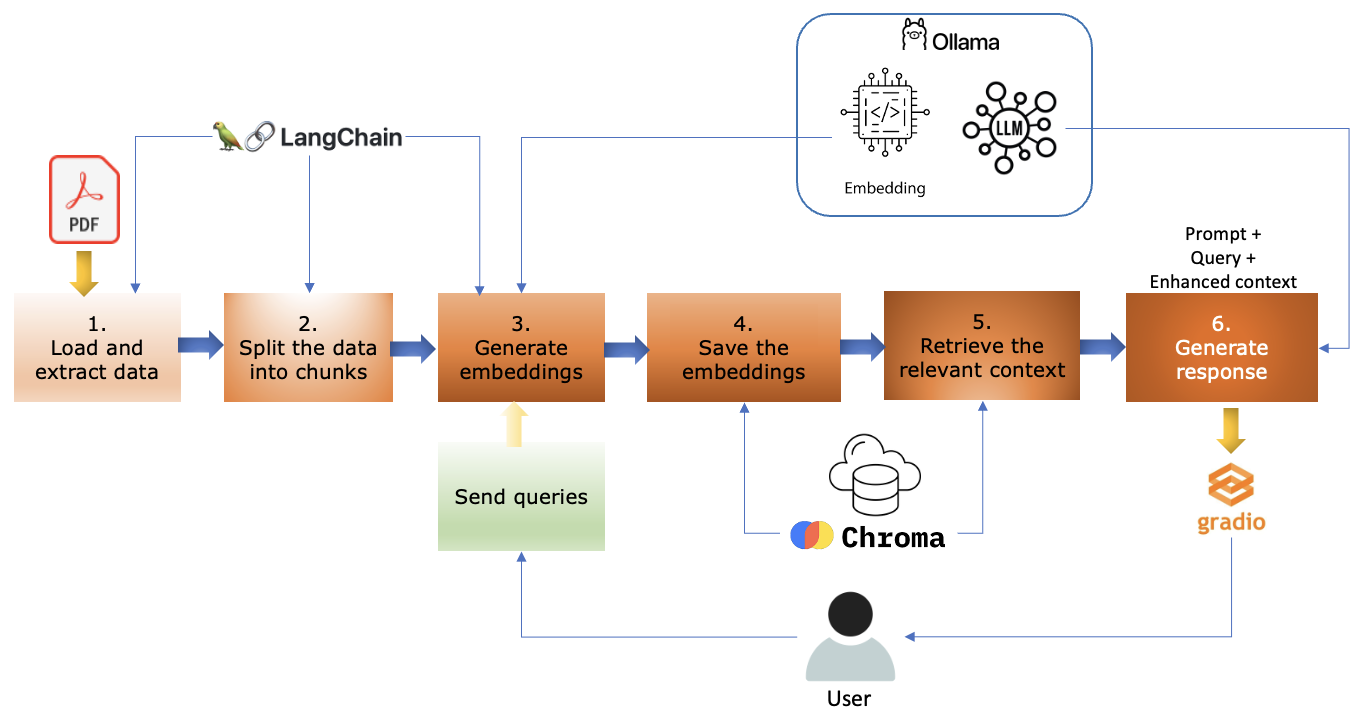 Ollama
</>
LLM
Embedding
LangChain
PDF
Prompt +
Query +
Enhanced context
1.
Load and
extract data
2.
Split the data
into chunks
3.
Generate
embeddings
4.
Save the
embeddings
5.
Retrieve the
relevant context
6.
Generate
response
Send queries
Chroma
gradio
User